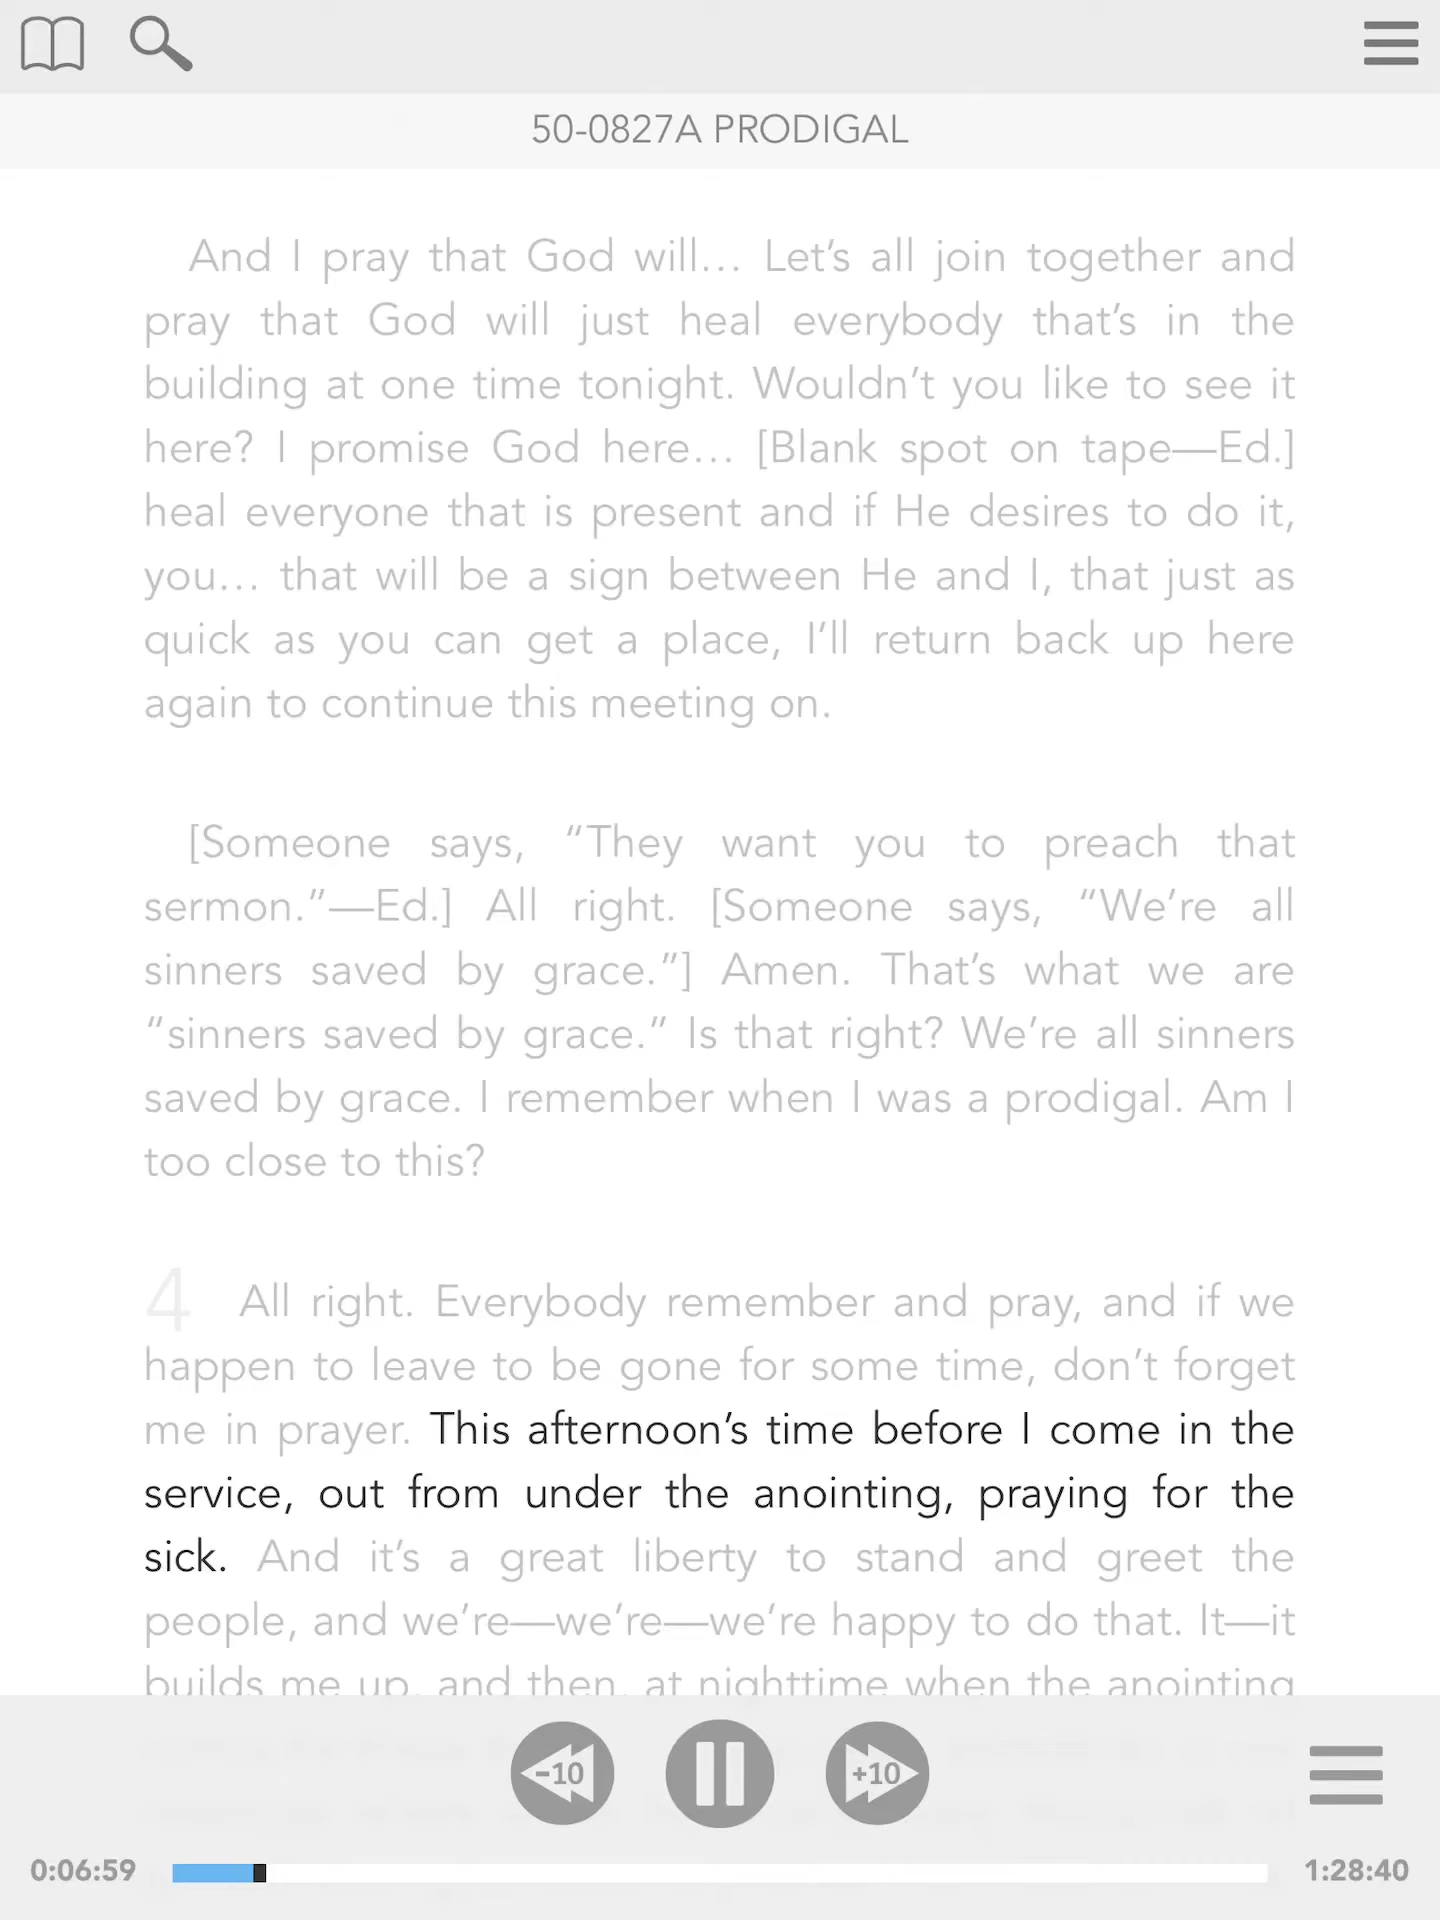 50-0827A PRODIGAL
And I pray that God will… Let’s all join together and
pray that God will just heal everybody that’s in the
building at one time tonight. Wouldn’t you like to see it
here? I promise God here… [Blank spot on tape—Ed.]
heal everyone that is present and if He desires to do it,
you… that will be a sign between He and I, that just as
quick as you can get a place, I’ll return back up here
again to continue this meeting on.
[Someone says, “They want you to preach that
sermon.”—Ed.] All right. [Someone says, “We’re all
sinners saved by grace.”] Amen. That’s what we are
“sinners saved by grace.” Is that right? We’re all sinners
saved by grace. I remember when I was a prodigal. Am I
too close to this?
4 All right. Everybody remember and pray, and if we
happen to leave to be gone for some time, don’t forget
me in prayer. This afternoon’s time before I come in the
service, out from under the anointing, praying for the
sick. And it’s a great liberty to stand and greet the
people, and we’re—we’re—we’re happy to do that. It—it
builds me up, and then, at nighttime when the anointing
-10 +10
0:06:59 1:28:40